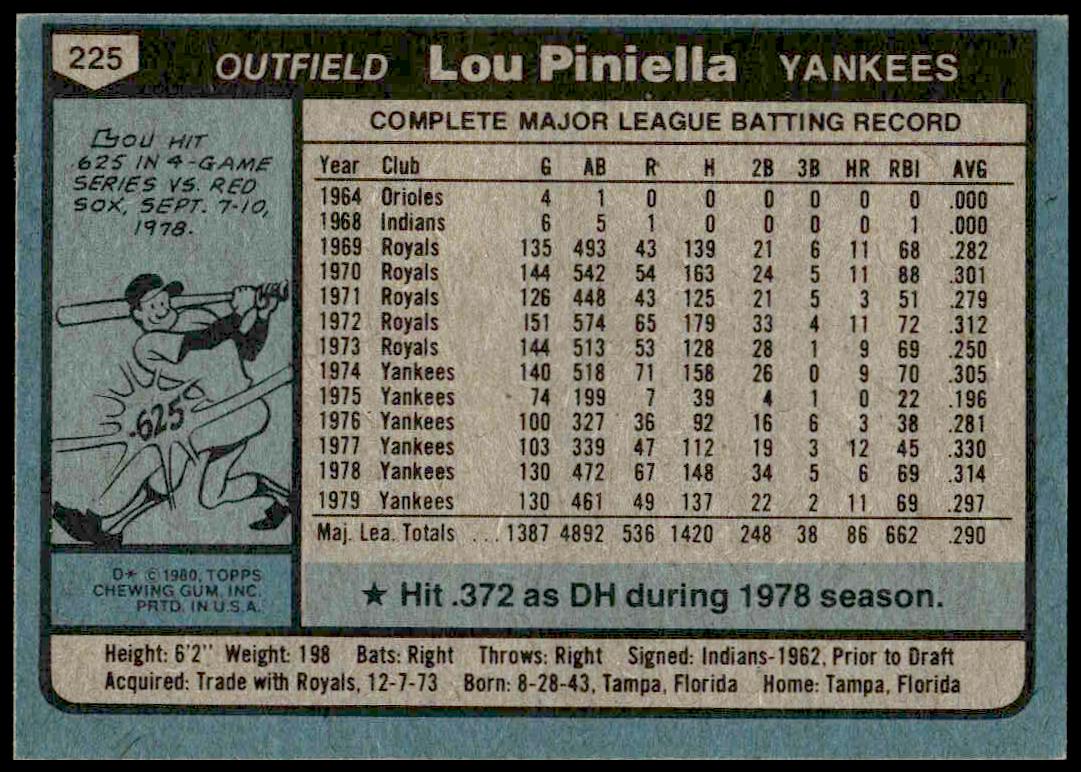 225
OUTFIELD Lou Piniella YANKEES
LOU HIT
.625 IN 4-GAME
SERIES VS. RED
SOX, SEPT. 7-10,
1978.
.625
D* © 1980, TOPPS
CHEWING GUM, INC.
PRTD. IN U.S.A.
COMPLETE MAJOR LEAGUE BATTING RECORD
Year Club G AB R H 2B 3B HR RBI AVG
1964 Orioles 4 1 0 0 0 0 0 0 .000
1968 Indians 6 5 1 0 0 0 0 1 .000
1969 Royals 135 493 43 139 21 6 11 68 .282
1970 Royals 144 542 54 163 24 5 11 88 .301
1971 Royals 126 448 43 125 21 5 3 51 .279
1972 Royals 151 574 65 179 33 4 11 72 .312
1973 Royals 144 513 53 128 28 1 9 69 .250
1974 Yankees 140 518 71 158 26 0 9 70 .305
1975 Yankees 74 199 7 39 4 1 0 22 .196
1976 Yankees 100 327 36 92 16 6 3 38 .281
1977 Yankees 103 339 47 112 19 3 12 45 .330
1978 Yankees 130 472 67 148 34 5 6 69 .314
1979 Yankees 130 461 49 137 22 2 11 69 .297
Maj. Lea. Totals ... 1387 4892 536 1420 248 38 86 662 .290
★ Hit .372 as DH during 1978 season.
Height: 6'2" Weight: 198 Bats: Right Throws: Right Signed: Indians-1962, Prior to Draft
Acquired: Trade with Royals, 12-7-73 Born: 8-28-43, Tampa, Florida Home: Tampa, Florida